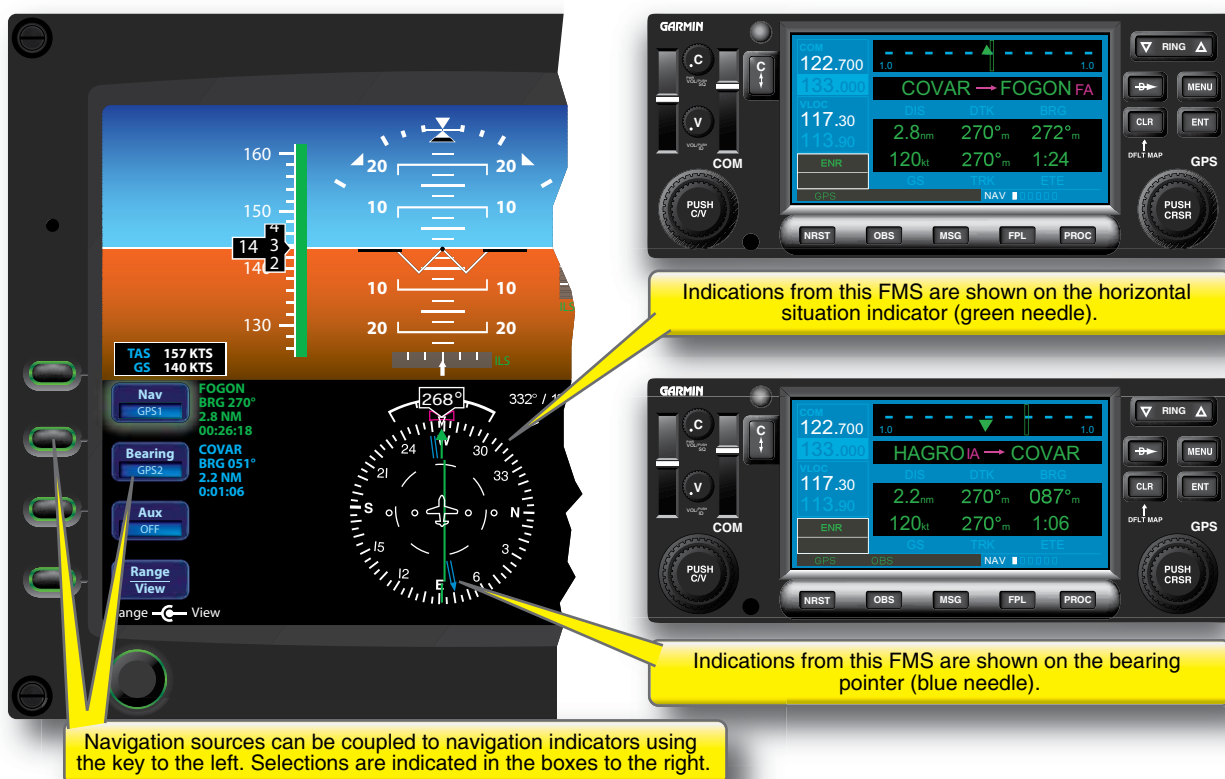 160
150
140
130
14
4
3
2
20 20
10 10
10 10
20 20
ILS
ILS
TAS 157 KTS
GS 140 KTS
Nav
GPS1
FOGON
BRG 270°
2.8 NM
00:26:18
Bearing
GPS2
COVAR
BRG 051°
2.2 NM
0:01:06
Aux
OFF
Range
View
ange View
268°
332° / 1
24 W 30
21 33
S N
15 3
12 E 6
GARMIN
COM
122.700
133.000
VLOC
117.30
113.90
ENR
1.0 1.0
COVAR FOGON FA
DIS DTK BRG
2.8nm 270°m 272°m
120kt 270°m 1:24
GS TRK ETE
GPS NAV
C
V
C
COM
PUSH
C/V
RING
D
MENU
CLR
ENT
DFLT MAP
GPS
PUSH
CRSR
NRST OBS MSG FPL PROC
Indications from this FMS are shown on the horizontal
situation indicator (green needle).
GARMIN
COM
122.700
133.000
VLOC
117.30
113.90
ENR
1.0 1.0
HAGRO IA COVAR
DIS DTK BRG
2.2nm 270°m 087°m
120kt 270°m 1:06
GS TRK ETE
GPS OBS NAV
C
V
C
COM
PUSH
C/V
RING
D
MENU
CLR
ENT
DFLT MAP
GPS
PUSH
CRSR
NRST OBS MSG FPL PROC
Indications from this FMS are shown on the bearing
pointer (blue needle).
Navigation sources can be coupled to navigation indicators using
the key to the left. Selections are indicated in the boxes to the right.